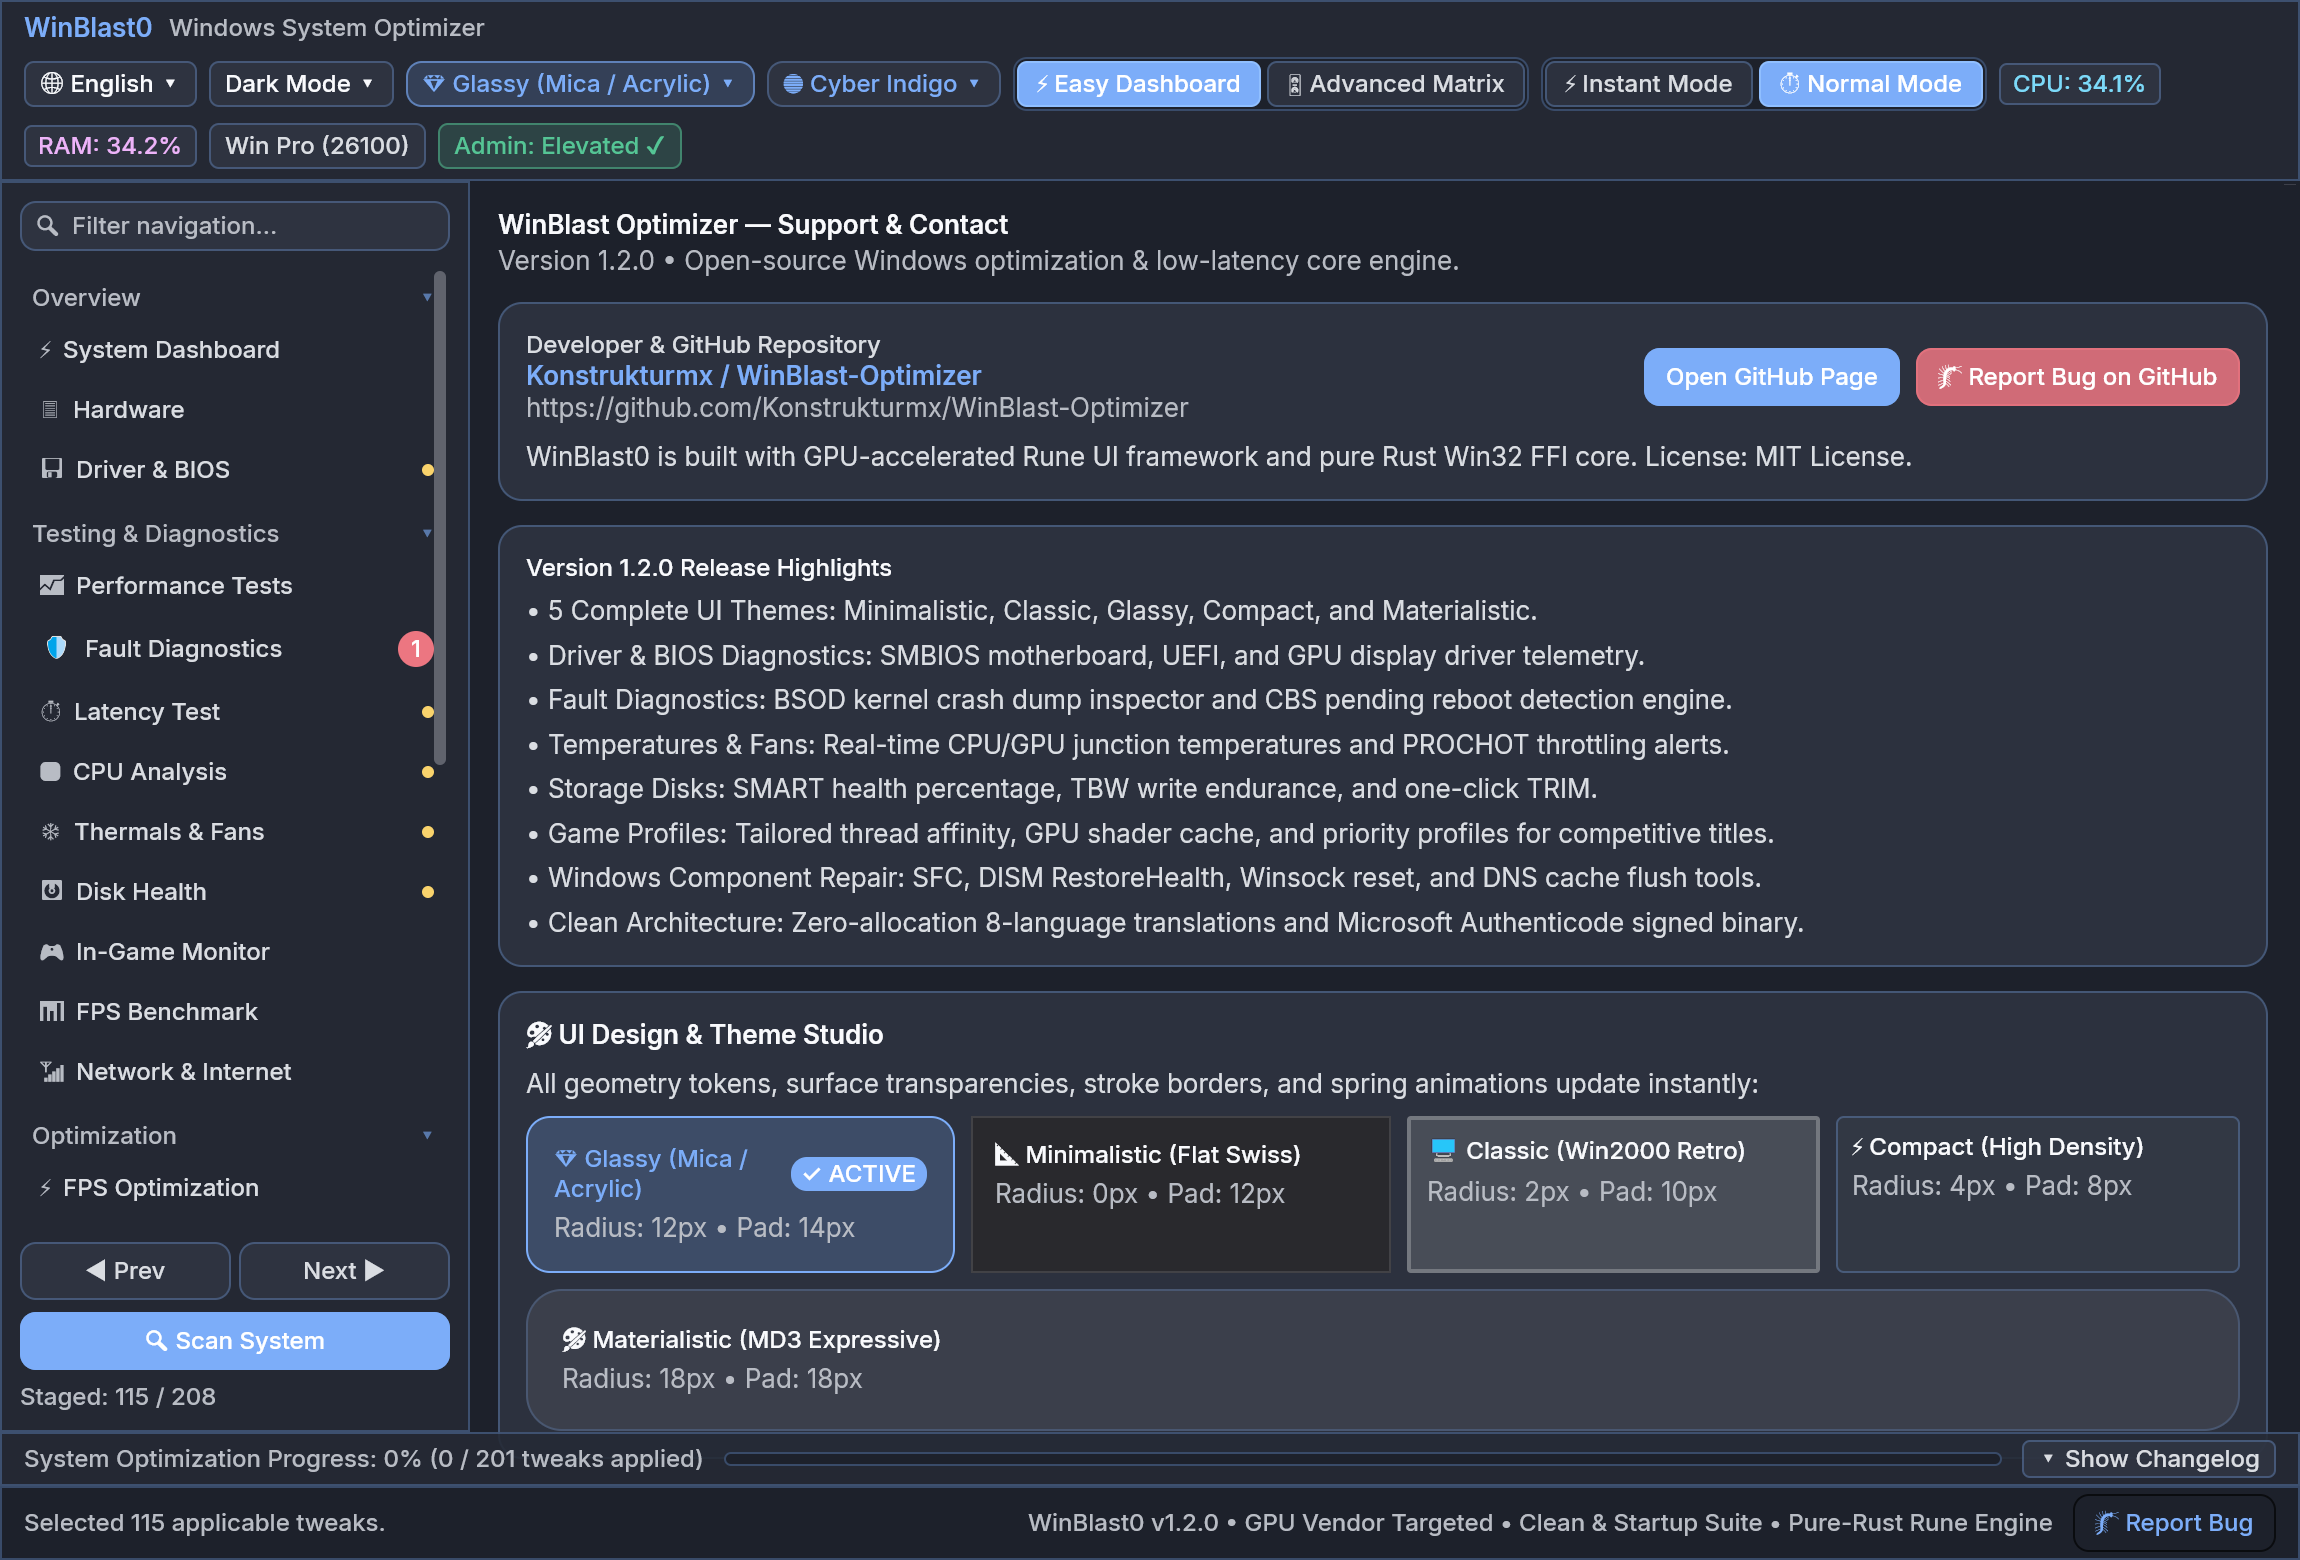 WinBlast0 Windows System Optimizer
English ▼ Dark Mode ▼ Glassy (Mica / Acrylic) ▼ Cyber Indigo ▼ ⚡Easy Dashboard Advanced Matrix ⚡Instant Mode ⏱ Normal Mode CPU: 34.1%
RAM: 34.2% Win Pro (26100) Admin: Elevated ✓
Filter navigation...
Overview ▼
⚡ System Dashboard
Hardware
Driver & BIOS
Testing & Diagnostics ▼
Performance Tests
Fault Diagnostics 1
Latency Test
CPU Analysis
Thermals & Fans
Disk Health
In-Game Monitor
FPS Benchmark
Network & Internet
Optimization ▼
⚡ FPS Optimization
◀ Prev Next ▶
Scan System
Staged: 115 / 208
WinBlast Optimizer — Support & Contact
Version 1.2.0 • Open-source Windows optimization & low-latency core engine.
Developer & GitHub Repository
Konstrukturmx / WinBlast-Optimizer
https://github.com/Konstrukturmx/WinBlast-Optimizer
Open GitHub Page Report Bug on GitHub
WinBlast0 is built with GPU-accelerated Rune UI framework and pure Rust Win32 FFI core. License: MIT License.
Version 1.2.0 Release Highlights
• 5 Complete UI Themes: Minimalistic, Classic, Glassy, Compact, and Materialistic.
• Driver & BIOS Diagnostics: SMBIOS motherboard, UEFI, and GPU display driver telemetry.
• Fault Diagnostics: BSOD kernel crash dump inspector and CBS pending reboot detection engine.
• Temperatures & Fans: Real-time CPU/GPU junction temperatures and PROCHOT throttling alerts.
• Storage Disks: SMART health percentage, TBW write endurance, and one-click TRIM.
• Game Profiles: Tailored thread affinity, GPU shader cache, and priority profiles for competitive titles.
• Windows Component Repair: SFC, DISM RestoreHealth, Winsock reset, and DNS cache flush tools.
• Clean Architecture: Zero-allocation 8-language translations and Microsoft Authenticode signed binary.
UI Design & Theme Studio
All geometry tokens, surface transparencies, stroke borders, and spring animations update instantly:
Glassy (Mica /
Acrylic)
✓ ACTIVE
Radius: 12px • Pad: 14px
Minimalistic (Flat Swiss)
Radius: 0px • Pad: 12px
Classic (Win2000 Retro)
Radius: 2px • Pad: 10px
⚡Compact (High Density)
Radius: 4px • Pad: 8px
Materialistic (MD3 Expressive)
Radius: 18px • Pad: 18px
System Optimization Progress: 0% (0 / 201 tweaks applied) ▼ Show Changelog
Selected 115 applicable tweaks. WinBlast0 v1.2.0 • GPU Vendor Targeted • Clean & Startup Suite • Pure-Rust Rune Engine Report Bug